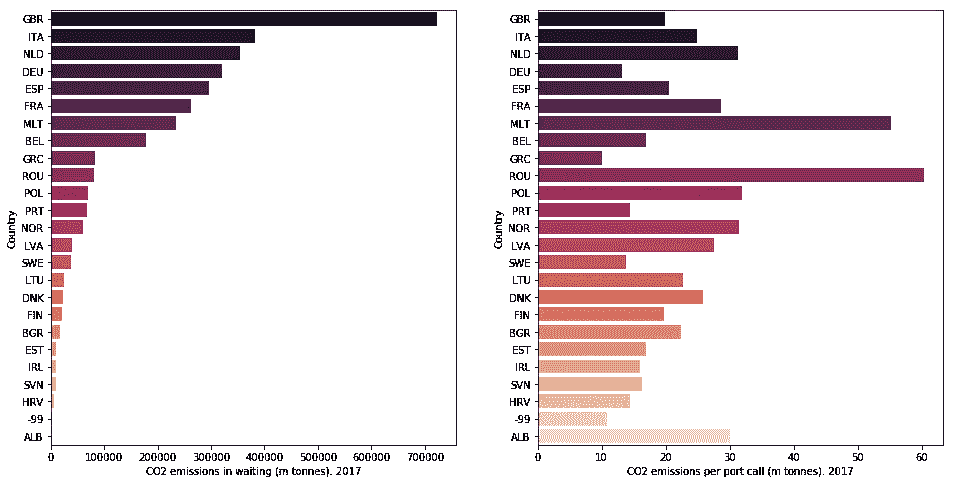 GBR
ITA
NLD
DEU
ESP
FRA
MLT
BEL
GRC
ROU
POL
PRT
NOR
LVA
SWE
LTU
DNK
FIN
BGR
EST
IRL
SVN
HRV
-99
ALB
Country
0 100000 200000 300000 400000 500000 600000 700000
CO2 emissions in waiting (m tonnes). 2017
GBR
ITA
NLD
DEU
ESP
FRA
MLT
BEL
GRC
ROU
POL
PRT
NOR
LVA
SWE
LTU
DNK
FIN
BGR
EST
IRL
SVN
HRV
-99
ALB
Country
0 10 20 30 40 50 60
CO2 emissions per port call (m tonnes). 2017